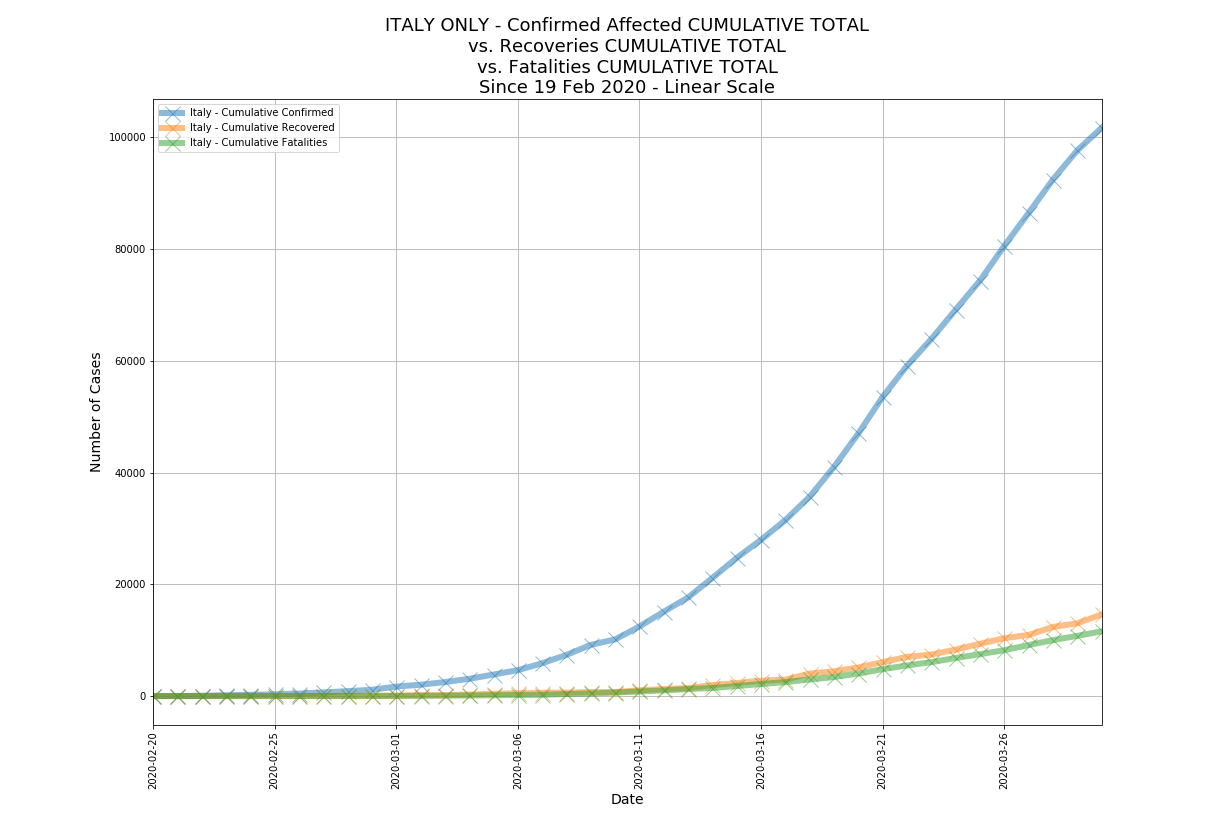 ITALY ONLY - Confirmed Affected CUMULATIVE TOTAL
vs. Recoveries CUMULATIVE TOTAL
vs. Fatalities CUMULATIVE TOTAL
Since 19 Feb 2020 - Linear Scale
Italy - Cumulative Confirmed
Italy - Cumulative Recovered
Italy - Cumulative Fatalities
100000
80000
60000
40000
20000
0
Number of Cases
2020-02-20
2020-02-25
2020-03-01
2020-03-06
2020-03-11
2020-03-16
2020-03-21
2020-03-26
Date